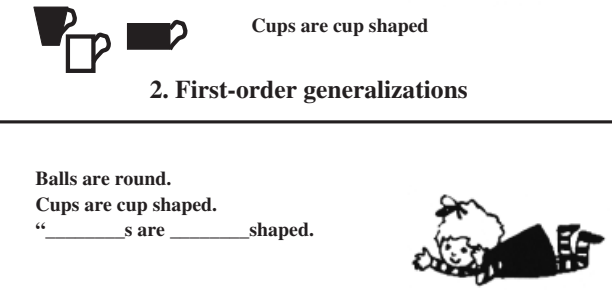 Cups are cup shaped
2. First-order generalizations
Balls are round.
Cups are cup shaped.
“________s are ________shaped.